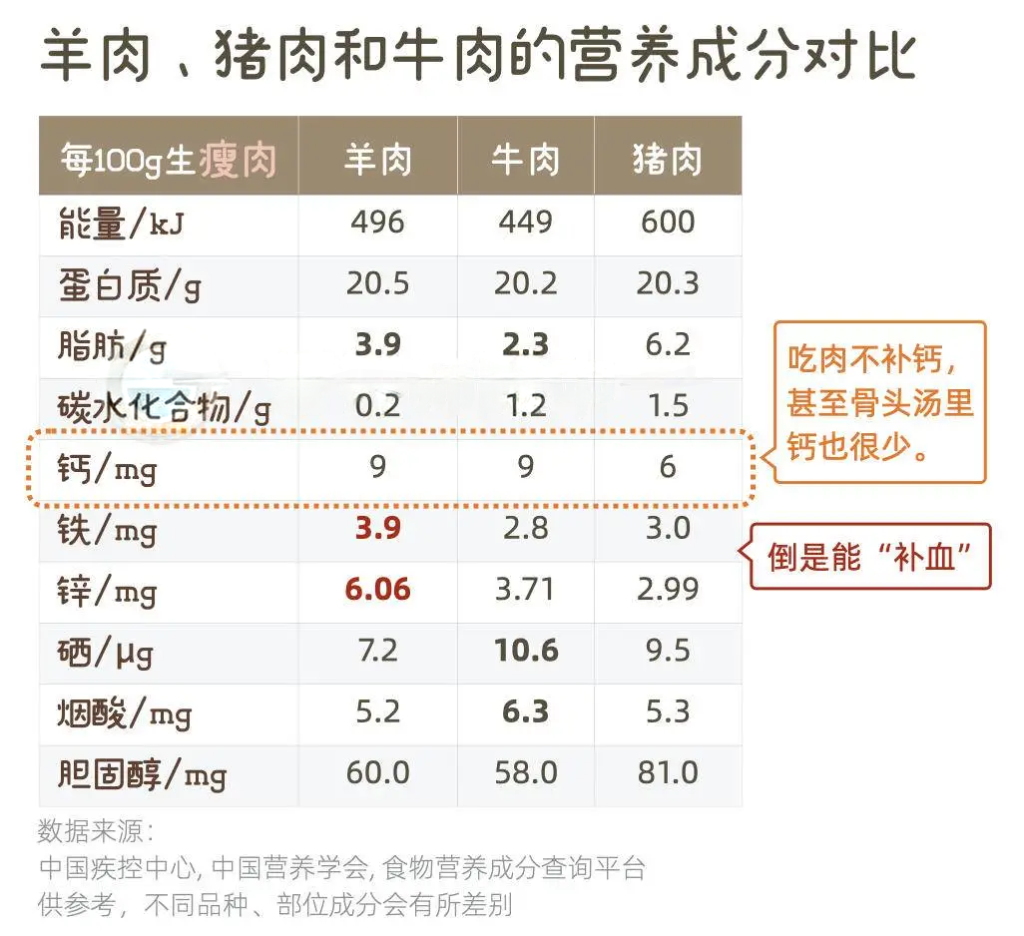 羊肉、猪肉和牛肉的营养成分对比
每100g生瘦肉 羊肉 牛肉 猪肉
能量/kJ 496 449 600
蛋白质/g 20.5 20.2 20.3
脂肪/g 3.9 2.3 6.2
碳水化合物/g 0.2 1.2 1.5
钙/mg 9 9 6
吃肉不补钙，
甚至骨头汤里
钙也很少。
铁/mg 3.9 2.8 3.0
倒是能“补血”
锌/mg 6.06 3.71 2.99
硒/μg 7.2 10.6 9.5
烟酸/mg 5.2 6.3 5.3
胆固醇/mg 60.0 58.0 81.0
数据来源：
中国疾控中心, 中国营养学会, 食物营养成分查询平台
供参考，不同品种、部位成分会有所差别